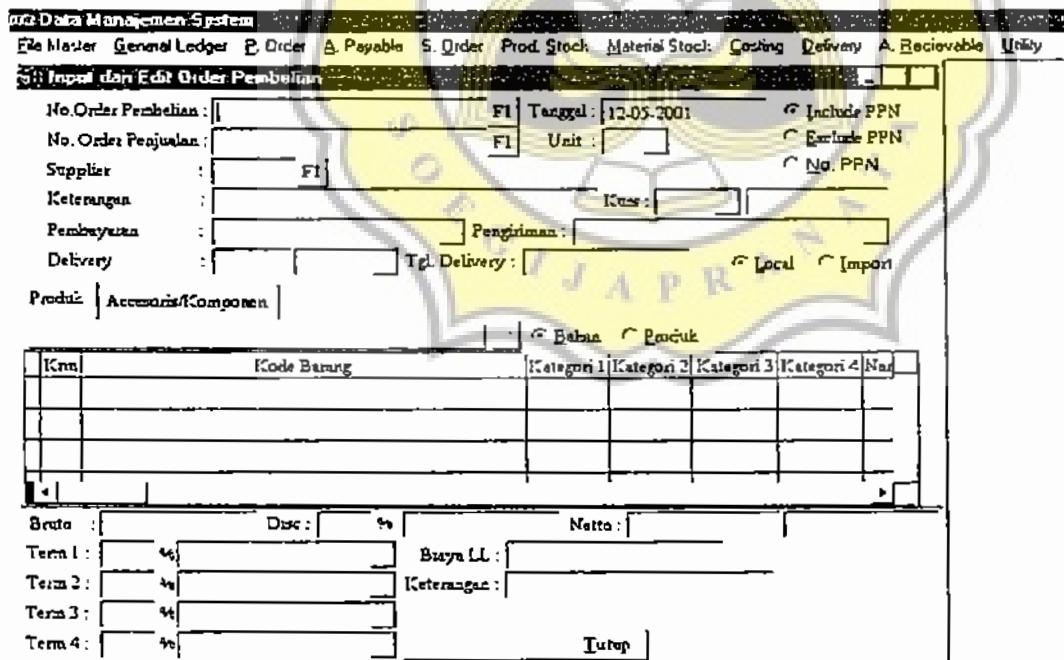 Data Manajemen System
File Master General Ledger P. Order A. Payable S. Order Prod. Stock Material Stock Costing Delivery A. Recievable Utility
Input dan Edit Order Pembelian
No.Order Pembelian : F1 Tanggal : 12-05-2001 Include PPN
No. Order Penjualan : F1 Unit : Exclude PPN
Supplier : F1 No. PPN
Keterangan : Kurs :
Pembayaran : Pengiriman :
Delivery : Tgl. Delivery : Local Import
Produk Accesoris/Komponen
Bahan Produk
Kode Barang Kategori 1 Kategori 2 Kategori 3 Kategori 4
Bruto : Disc : % Netto :
Term 1 : % Biaya LL :
Term 2 : % Keterangan :
Term 3 : %
Term 4 : % Tutup
SOEGIJAPRANATA